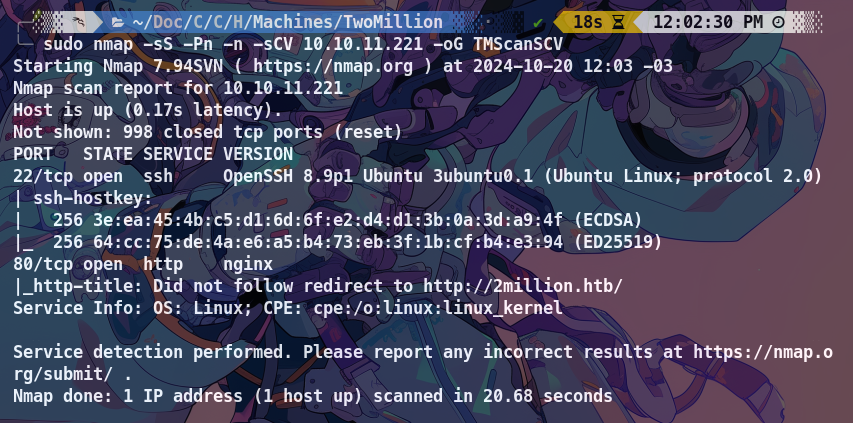 ~/Doc/C/C/H/Machines/TwoMillion ✔ 18s 12:02:30 PM
sudo nmap -sS -Pn -n -sCV 10.10.11.221 -oG TMScanSCV
Starting Nmap 7.94SVN ( https://nmap.org ) at 2024-10-20 12:03 -03
Nmap scan report for 10.10.11.221
Host is up (0.17s latency).
Not shown: 998 closed tcp ports (reset)
PORT   STATE SERVICE VERSION
22/tcp open  ssh     OpenSSH 8.9p1 Ubuntu 3ubuntu0.1 (Ubuntu Linux; protocol 2.0)
| ssh-hostkey:
|   256 3e:ea:45:4b:c5:d1:6d:6f:e2:d4:d1:3b:0a:3d:a9:4f (ECDSA)
|_  256 64:cc:75:de:4a:e6:a5:b4:73:eb:3f:1b:cf:b4:e3:94 (ED25519)
80/tcp open  http    nginx
|_http-title: Did not follow redirect to http://2million.htb/
Service Info: OS: Linux; CPE: cpe:/o:linux:linux_kernel
Service detection performed. Please report any incorrect results at https://nmap.o
rg/submit/ .
Nmap done: 1 IP address (1 host up) scanned in 20.68 seconds